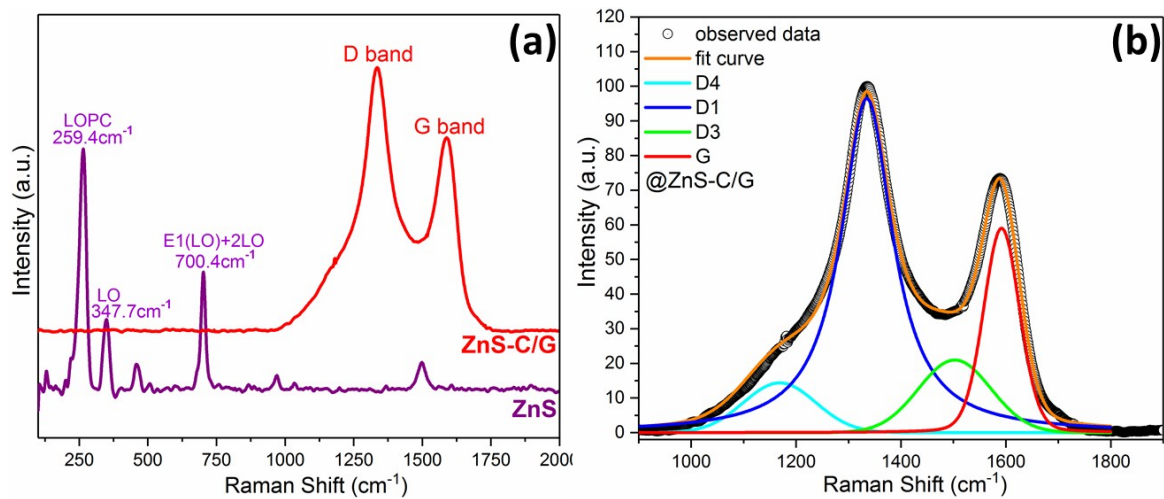 (a)
D band
G band
LOPC
259.4cm⁻¹
E1(LO)+2LO
700.4cm⁻¹
LO
347.7cm⁻¹
ZnS-C/G
ZnS
Intensity (a.u.)
250 500 750 1000 1250 1500 1750 2000
Raman Shift (cm⁻¹)
(b)
observed data
fit curve
D4
D1
D3
G
@ZnS-C/G
120
110
100
90
80
70
60
50
40
30
20
10
0
Intensity (a.u.)
1000 1200 1400 1600 1800
Raman Shift (cm⁻¹)